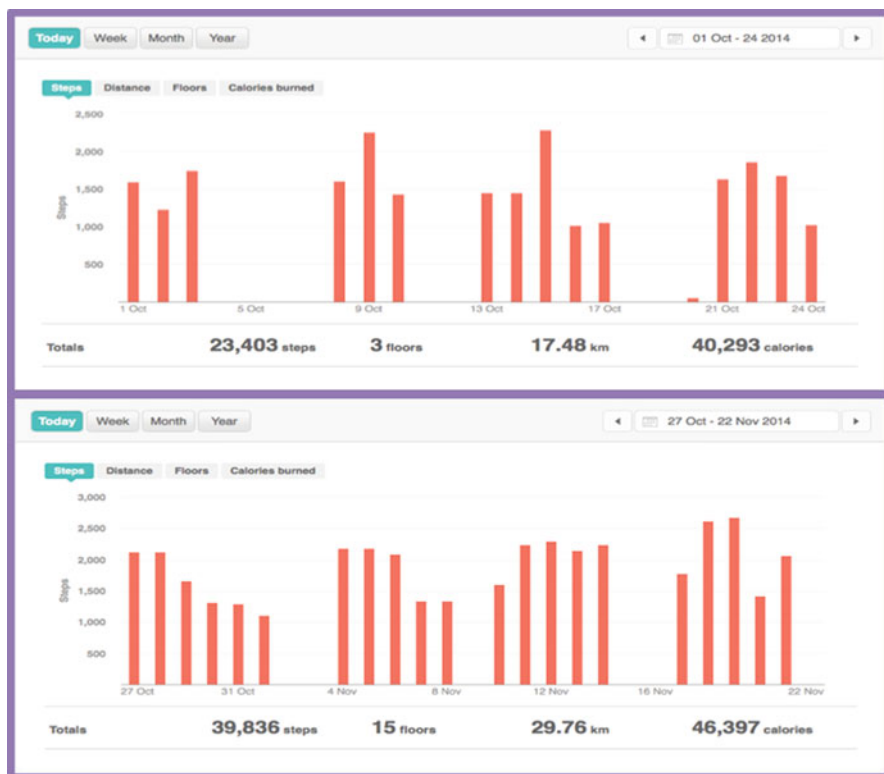 Today Week Month Year 01 Oct - 24 2014
Steps Distance Floors Calories burned
2,500
2,000
1,500
1,000
500
Steps
1 Oct 5 Oct 9 Oct 13 Oct 17 Oct 21 Oct 24 Oct
Totals 23,403 steps 3 floors 17.48 km 40,293 calories
Today Week Month Year 27 Oct - 22 Nov 2014
Steps Distance Floors Calories burned
3,000
2,500
2,000
1,500
1,000
500
Steps
27 Oct 31 Oct 4 Nov 8 Nov 12 Nov 16 Nov 22 Nov
Totals 39,836 steps 15 floors 29.76 km 46,397 calories